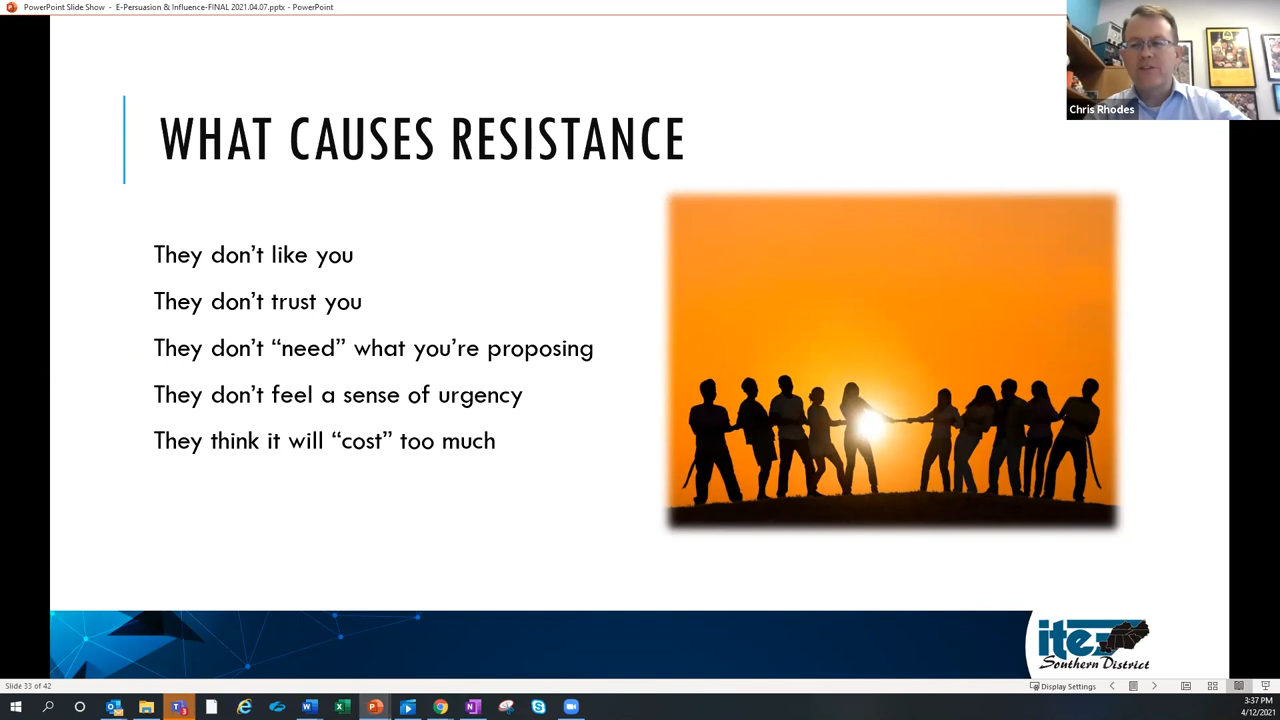 PowerPoint Slide Show - E-Persuasion & Influence-FINAL 2021.04.07.pptx - PowerPoint
Chris Rhodes
WHAT CAUSES RESISTANCE
They don't like you
They don't trust you
They don't “need” what you're proposing
They don't feel a sense of urgency
They think it will “cost” too much
ite
Southern District
Slide 33 of 42
Display Settings
3:37 PM
4/12/2021